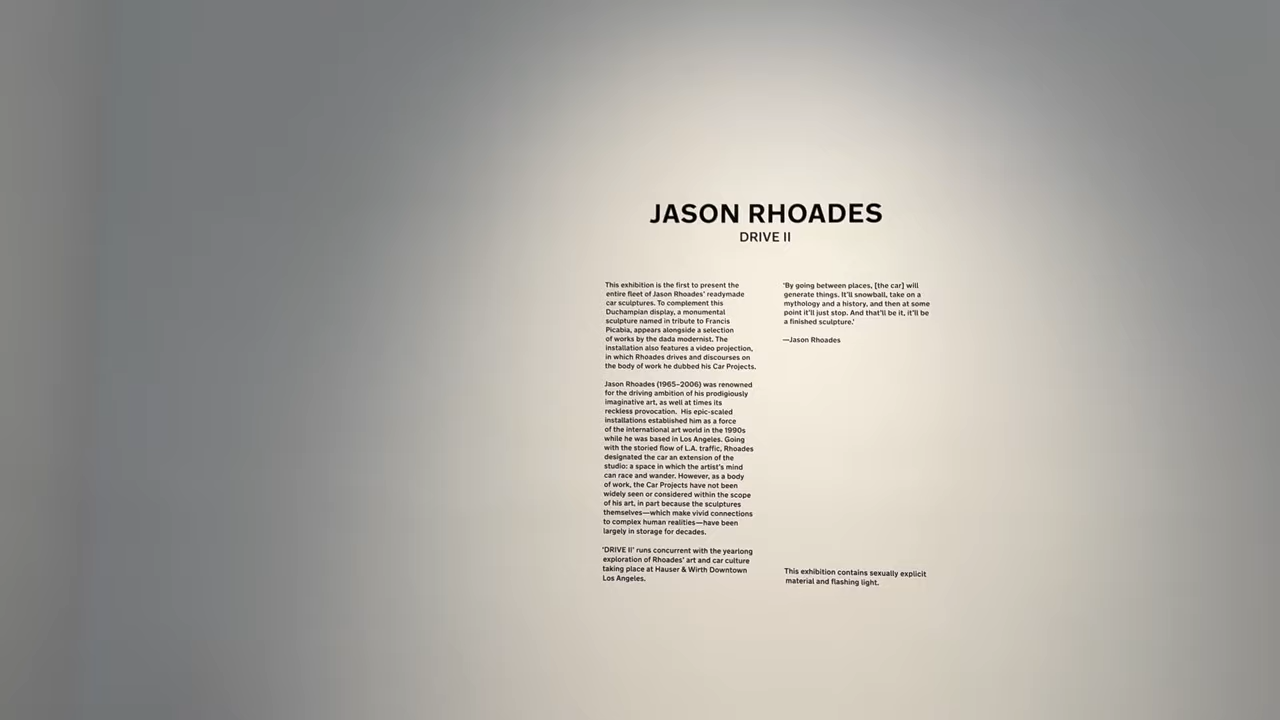 JASON RHOADES
DRIVE II
This exhibition is the first to present the
entire fleet of Jason Rhoades' readymade
car sculptures. To complement this
Duchampian display, a monumental
sculpture named in tribute to Francis
Picabia, appears alongside a selection
of works by the dada modernist. The
installation also features a video projection,
in which Rhoades drives and discourses on
the body of work he dubbed his Car Projects.
Jason Rhoades (1965–2006) was renowned
for the driving ambition of his prodigiously
imaginative art, as well at times its
reckless provocation. His epic-scaled
installations established him as a force
of the international art world in the 1990s
while he was based in Los Angeles. Going
with the storied flow of L.A. traffic, Rhoades
designated the car an extension of the
studio: a space in which the artist's mind
can race and wander. However, as a body
of work, the Car Projects have not been
widely seen or considered within the scope
of his art, in part because the sculptures
themselves—which make vivid connections
to complex human realities—have been
largely in storage for decades.
'DRIVE II' runs concurrent with the yearlong
exploration of Rhoades' art and car culture
taking place at Hauser & Wirth Downtown
Los Angeles.
'By going between places, [the car] will
generate things. It'll snowball, take on a
mythology and a history, and then at some
point it'll just stop. And that'll be it, it'll be
a finished sculpture.'
—Jason Rhoades
This exhibition contains sexually explicit
material and flashing light.